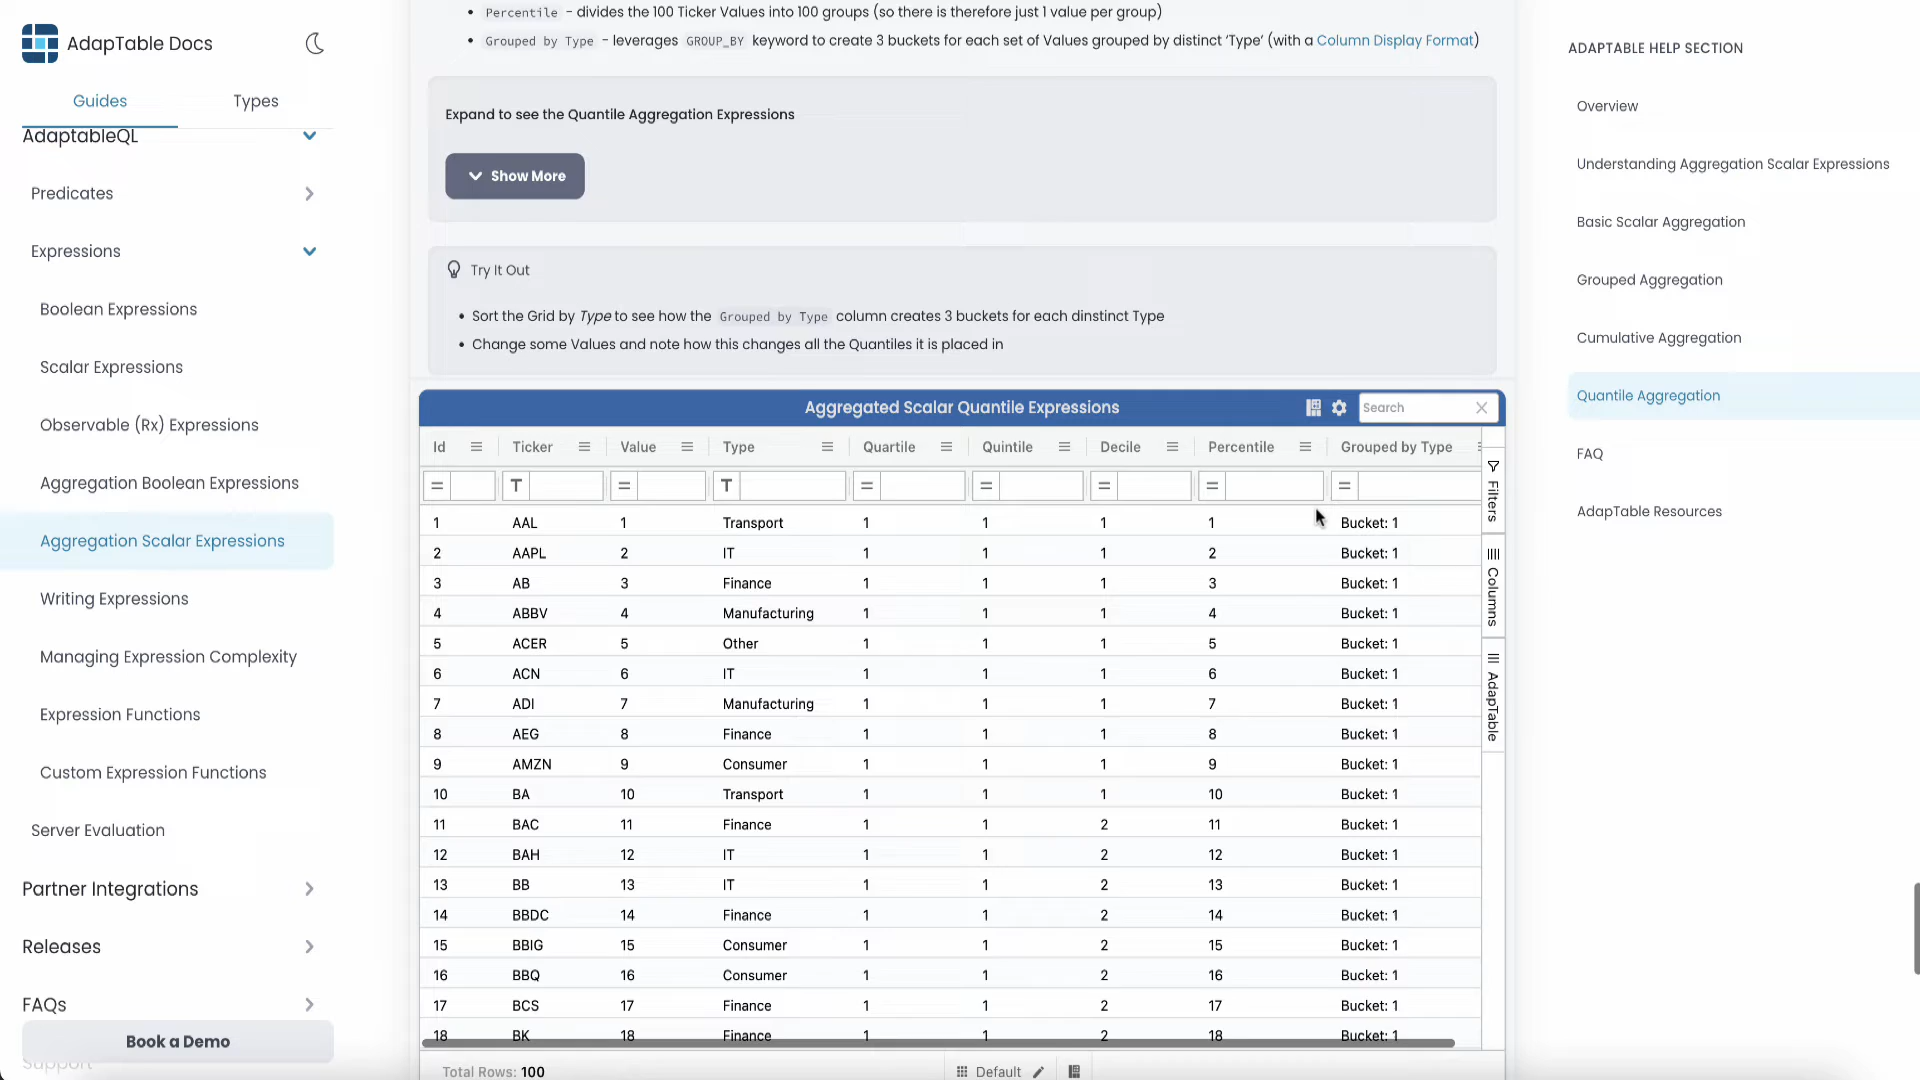 AdapTable Docs
Guides
Types
AdaptableQL
Predicates
Expressions
Boolean Expressions
Scalar Expressions
Observable (Rx) Expressions
Aggregation Boolean Expressions
Aggregation Scalar Expressions
Writing Expressions
Managing Expression Complexity
Expression Functions
Custom Expression Functions
Server Evaluation
Partner Integrations
Releases
FAQs
Book a Demo
Support
• Percentile - divides the 100 Ticker Values into 100 groups (so there is therefore just 1 value per group)
• Grouped by Type - leverages GROUP_BY keyword to create 3 buckets for each set of Values grouped by distinct 'Type' (with a Column Display Format)
Expand to see the Quantile Aggregation Expressions
Show More
Try It Out
• Sort the Grid by Type to see how the Grouped by Type column creates 3 buckets for each dinstinct Type
• Change some Values and note how this changes all the Quantiles it is placed in
Aggregated Scalar Quantile Expressions
Search
Id Ticker Value Type Quartile Quintile Decile Percentile Grouped by Type
= T = T = = = = =
1 AAL 1 Transport 1 1 1 1 Bucket: 1
2 AAPL 2 IT 1 1 1 2 Bucket: 1
3 AB 3 Finance 1 1 1 3 Bucket: 1
4 ABBV 4 Manufacturing 1 1 1 4 Bucket: 1
5 ACER 5 Other 1 1 1 5 Bucket: 1
6 ACN 6 IT 1 1 1 6 Bucket: 1
7 ADI 7 Manufacturing 1 1 1 7 Bucket: 1
8 AEG 8 Finance 1 1 1 8 Bucket: 1
9 AMZN 9 Consumer 1 1 1 9 Bucket: 1
10 BA 10 Transport 1 1 1 10 Bucket: 1
11 BAC 11 Finance 1 1 2 11 Bucket: 1
12 BAH 12 IT 1 1 2 12 Bucket: 1
13 BB 13 IT 1 1 2 13 Bucket: 1
14 BBDC 14 Finance 1 1 2 14 Bucket: 1
15 BBIG 15 Consumer 1 1 2 15 Bucket: 1
16 BBQ 16 Consumer 1 1 2 16 Bucket: 1
17 BCS 17 Finance 1 1 2 17 Bucket: 1
18 BK 18 Finance 1 1 2 18 Bucket: 1
Filters
Columns
AdapTable
Total Rows: 100
Default
ADAPTABLE HELP SECTION
Overview
Understanding Aggregation Scalar Expressions
Basic Scalar Aggregation
Grouped Aggregation
Cumulative Aggregation
Quantile Aggregation
FAQ
AdapTable Resources